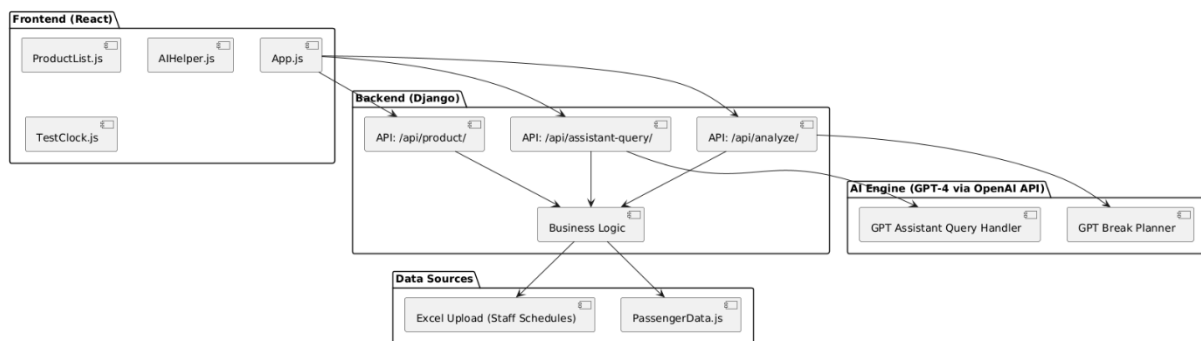 Frontend (React)
ProductList.js
AIHelper.js
App.js
TestClock.js
Backend (Django)
API: /api/product/
API: /api/assistant-query/
API: /api/analyze/
Business Logic
AI Engine (GPT-4 via OpenAI API)
GPT Assistant Query Handler
GPT Break Planner
Data Sources
Excel Upload (Staff Schedules)
PassengerData.js